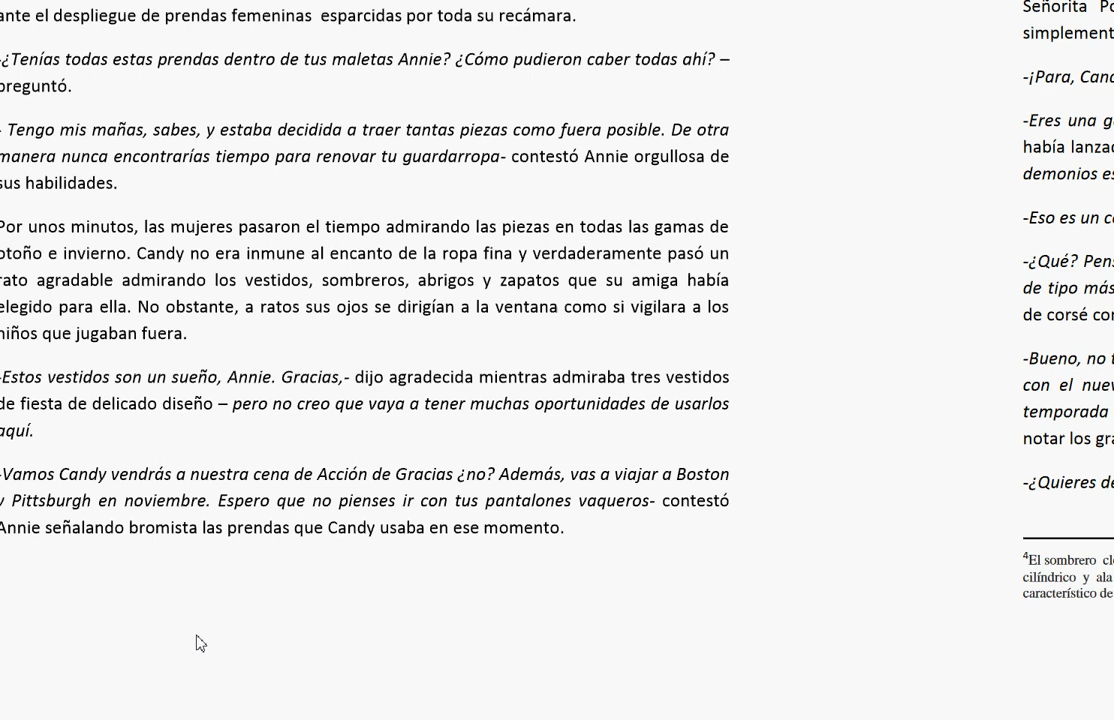 ante el despliegue de prendas femeninas esparcidas por toda su recámara.
-¿Tenías todas estas prendas dentro de tus maletas Annie? ¿Cómo pudieron caber todas ahí? –
preguntó.
- Tengo mis mañas, sabes, y estaba decidida a traer tantas piezas como fuera posible. De otra
manera nunca encontrarías tiempo para renovar tu guardarropa- contestó Annie orgullosa de
sus habilidades.
Por unos minutos, las mujeres pasaron el tiempo admirando las piezas en todas las gamas de
otoño e invierno. Candy no era inmune al encanto de la ropa fina y verdaderamente pasó un
rato agradable admirando los vestidos, sombreros, abrigos y zapatos que su amiga había
elegido para ella. No obstante, a ratos sus ojos se dirigían a la ventana como si vigilara a los
niños que jugaban fuera.
-Estos vestidos son un sueño, Annie. Gracias,- dijo agradecida mientras admiraba tres vestidos
de fiesta de delicado diseño – pero no creo que vaya a tener muchas oportunidades de usarlos
aquí.
-Vamos Candy vendrás a nuestra cena de Acción de Gracias ¿no? Además, vas a viajar a Boston
y Pittsburgh en noviembre. Espero que no pienses ir con tus pantalones vaqueros- contestó
Annie señalando bromista las prendas que Candy usaba en ese momento.
Señorita
simplement
-¡Para,
-Eres una
había
demonios
-Eso es un
-¿Qué?
de tipo más
de corsé
-Bueno, no
con el
temporada
notar los
-¿Quieres
4El sombrero
cilíndrico y ala
característico de